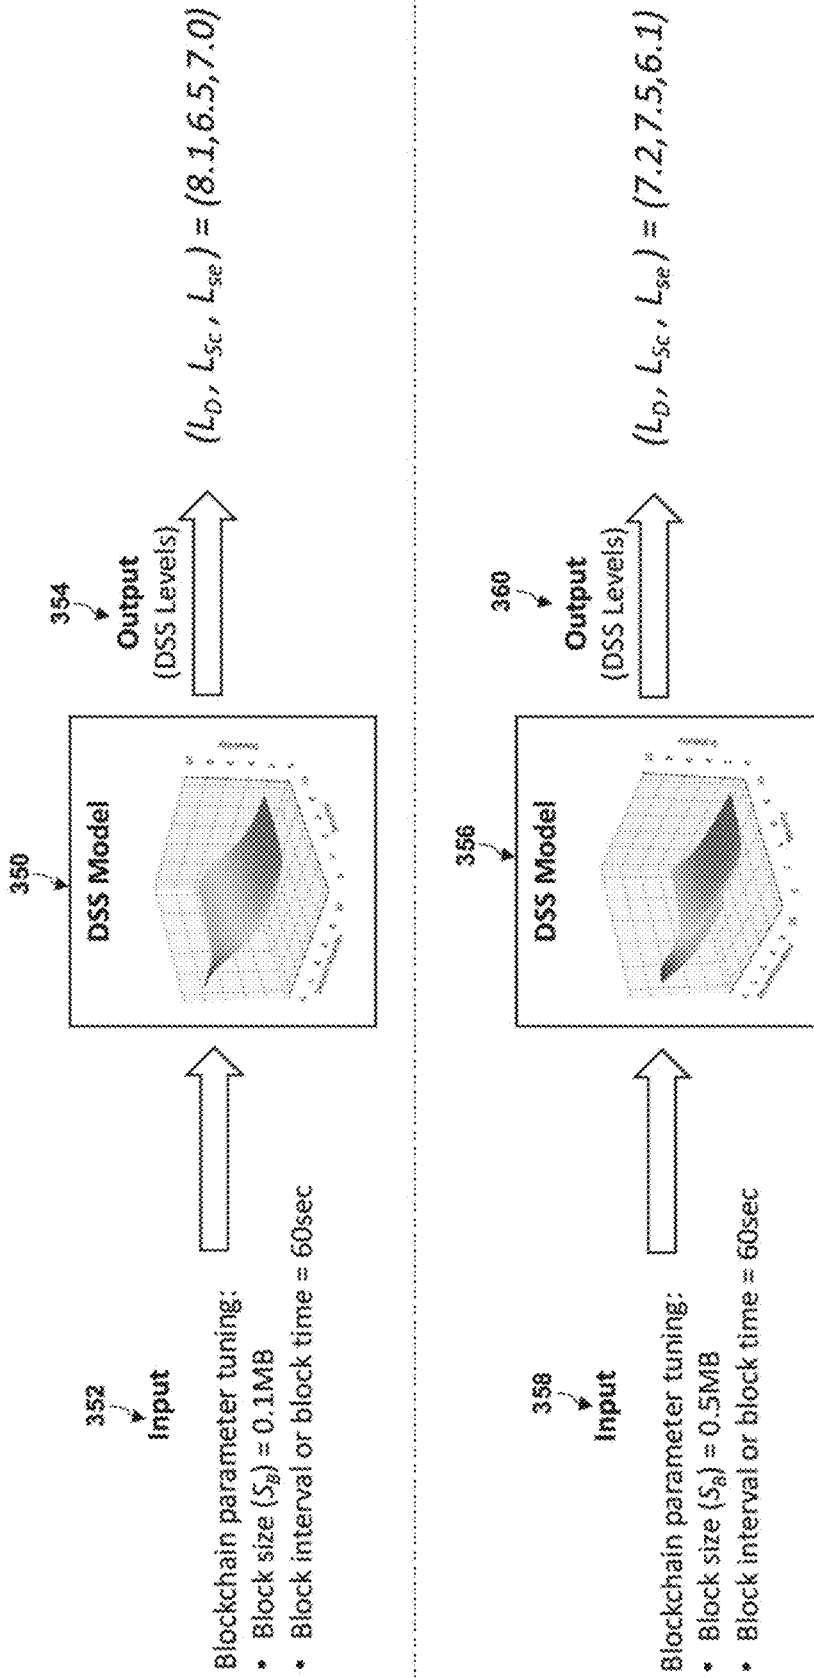 352
Input
Blockchain parameter tuning:
• Block size (S_B) = 0.1MB
• Block interval or block time = 60sec
350
DSS Model
354
Output
(DSS Levels)
(L_D, L_Sc, L_se) = (8.1,6.5,7.0)
358
Input
Blockchain parameter tuning:
• Block size (S_B) = 0.5MB
• Block interval or block time = 60sec
356
DSS Model
360
Output
(DSS Levels)
(L_D, L_Sc, L_se) = (7.2,7.5,6.1)